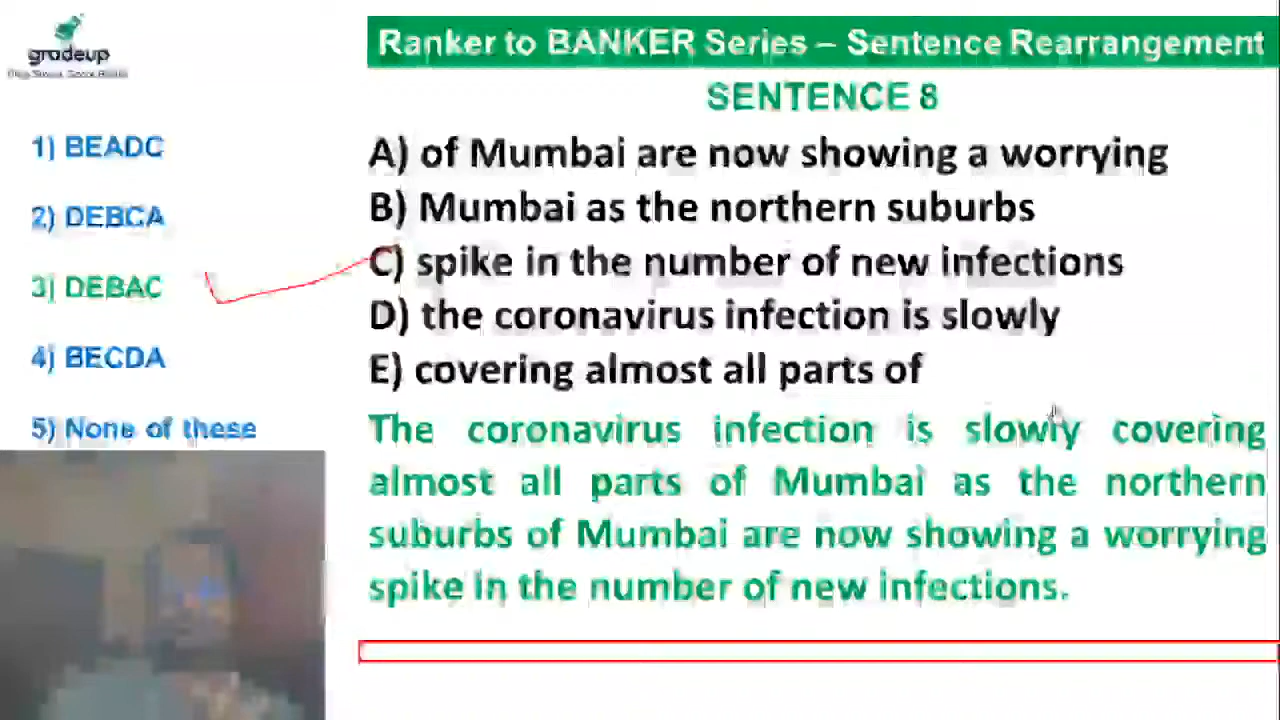 gradeup
Ranker to BANKER Series – Sentence Rearrangement
SENTENCE 8
1) BEADC
2) DEBCA
3) DEBAC
4) BECDA
5) None of these
A) of Mumbai are now showing a worrying
B) Mumbai as the northern suburbs
C) spike in the number of new infections
D) the coronavirus infection is slowly
E) covering almost all parts of
The coronavirus infection is slowly covering
almost all parts of Mumbai as the northern
suburbs of Mumbai are now showing a worrying
spike in the number of new infections.